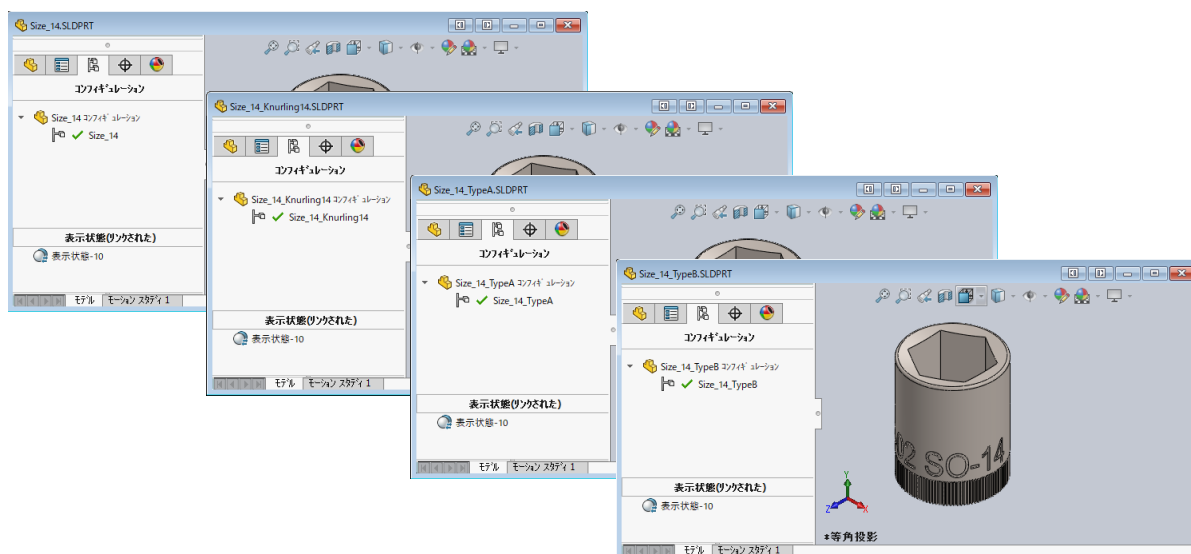 Size_14.SLDPRT
コンフィギュレーション
Size_14 コンフィギュレーション
Size_14
表示状態(リンクされた)
表示状態-10
モデル
モーション スタディ 1
Size_14_Knurling14.SLDPRT
コンフィギュレーション
Size_14_Knurling14 コンフィギュレーション
Size_14_Knurling14
表示状態(リンクされた)
表示状態-10
モデル
モーション スタディ 1
Size_14_TypeA.SLDPRT
コンフィギュレーション
Size_14_TypeA コンフィギュレーション
Size_14_TypeA
表示状態(リンクされた)
表示状態-10
モデル
モーション スタディ 1
Size_14_TypeB.SLDPRT
コンフィギュレーション
Size_14_TypeB コンフィギュレーション
Size_14_TypeB
表示状態(リンクされた)
表示状態-10
モデル
モーション スタディ 1
02 SO-14
Y
Z
X
*等角投影